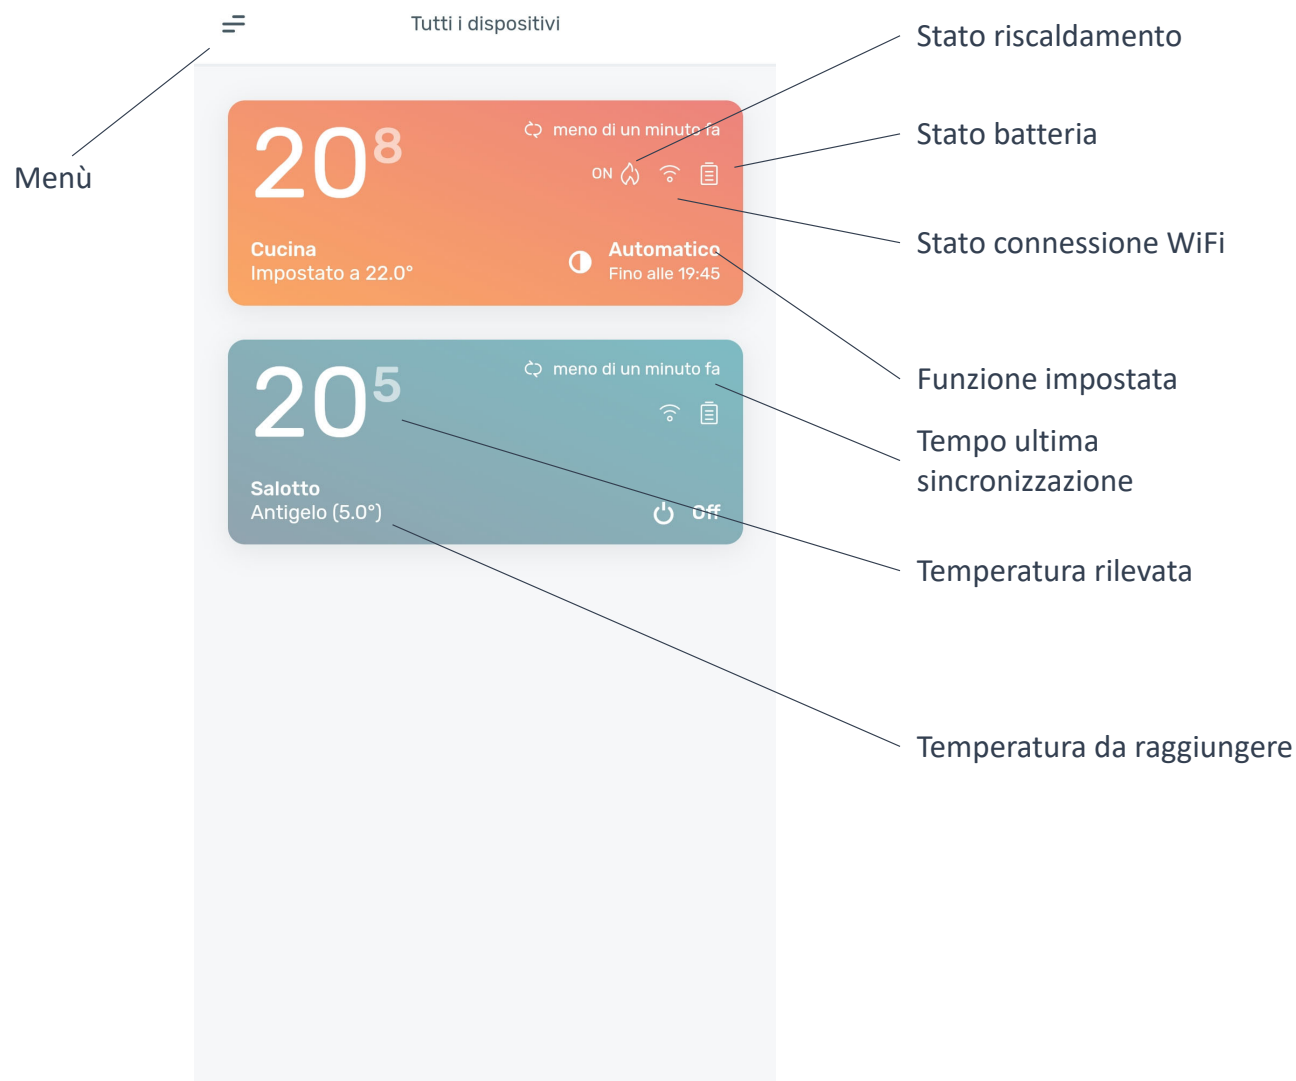 Tutti i dispositivi
Menù
20 8
meno di un minuto fa
ON
Cucina
Impostato a 22.0°
Automatico
Fino alle 19:45
20 5
meno di un minuto fa
Salotto
Antigelo (5.0°)
Off
Stato riscaldamento
Stato batteria
Stato connessione WiFi
Funzione impostata
Tempo ultima
sincronizzazione
Temperatura rilevata
Temperatura da raggiungere